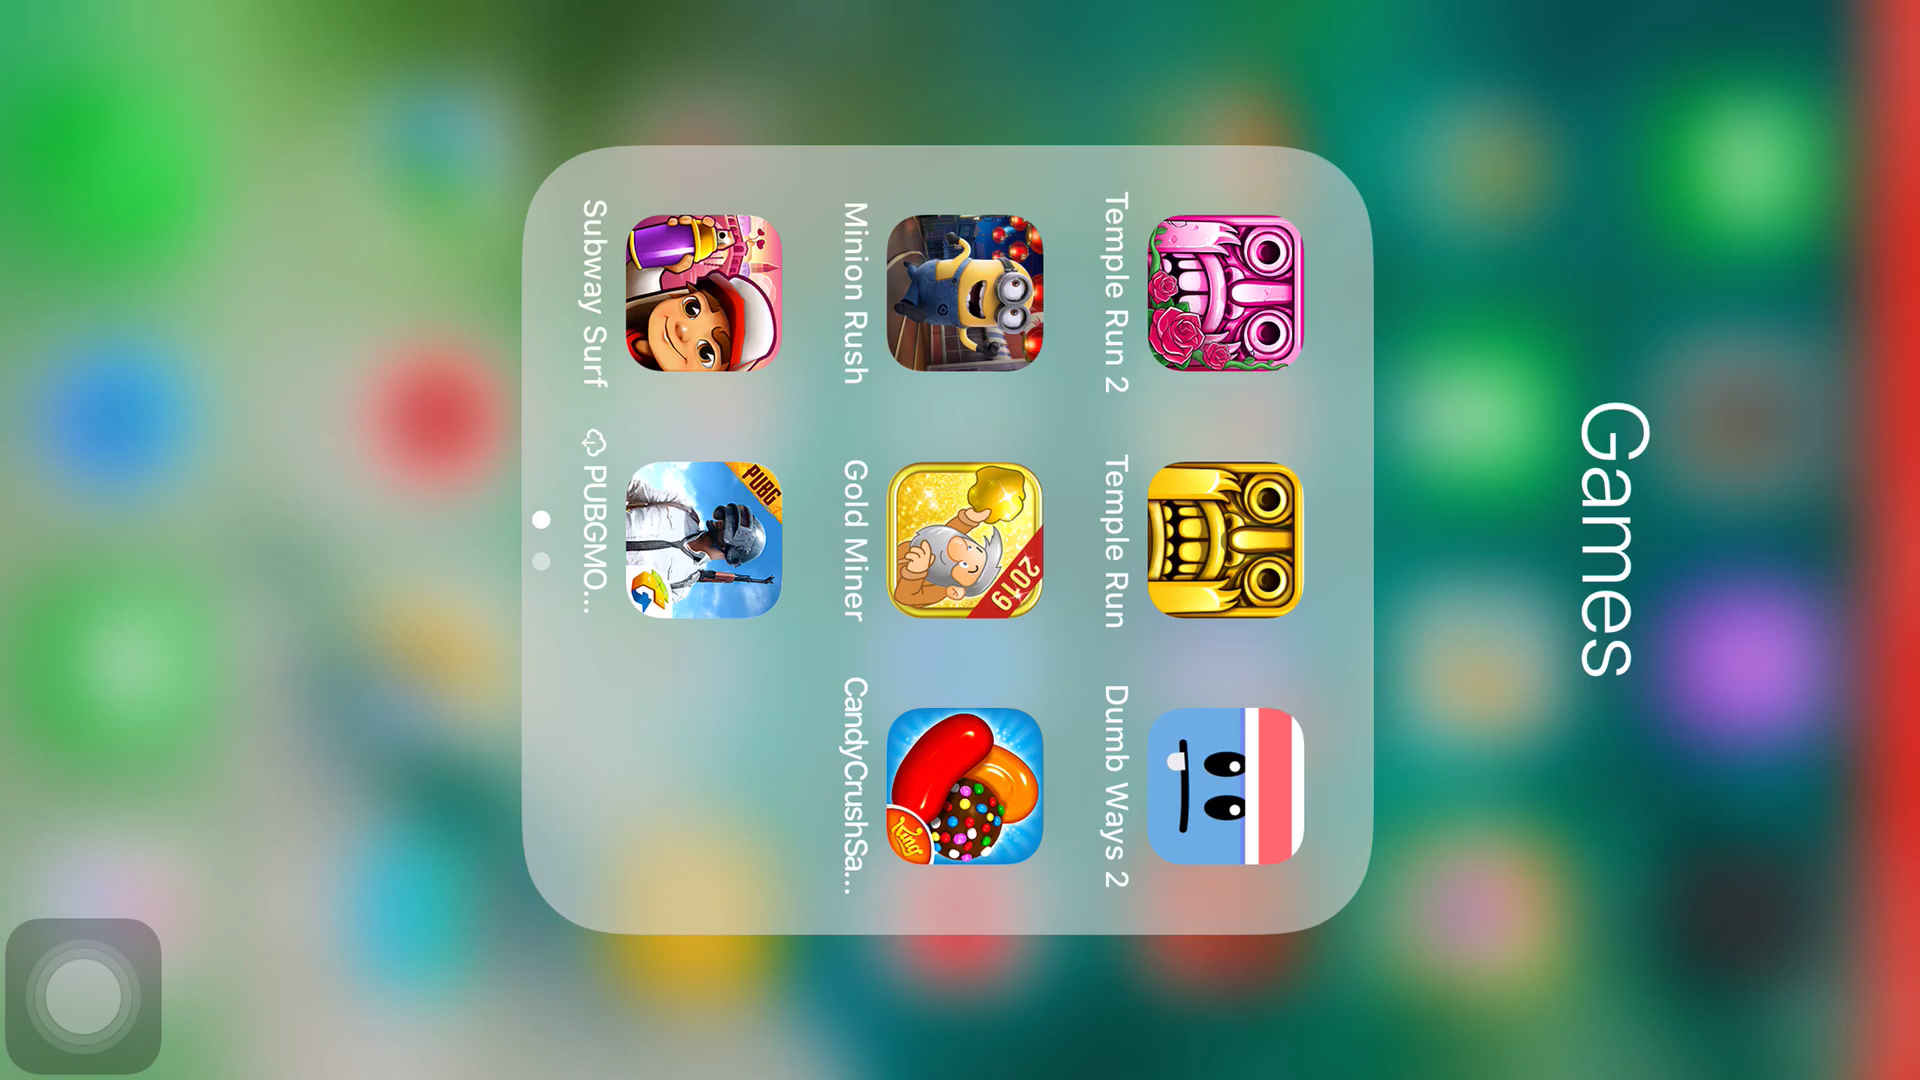 Games
Temple Run 2
Temple Run
Dumb Ways 2
Minion Rush
2019
Gold Miner
King
CandyCrushSa...
Subway Surf
PUBG
PUBGMO...